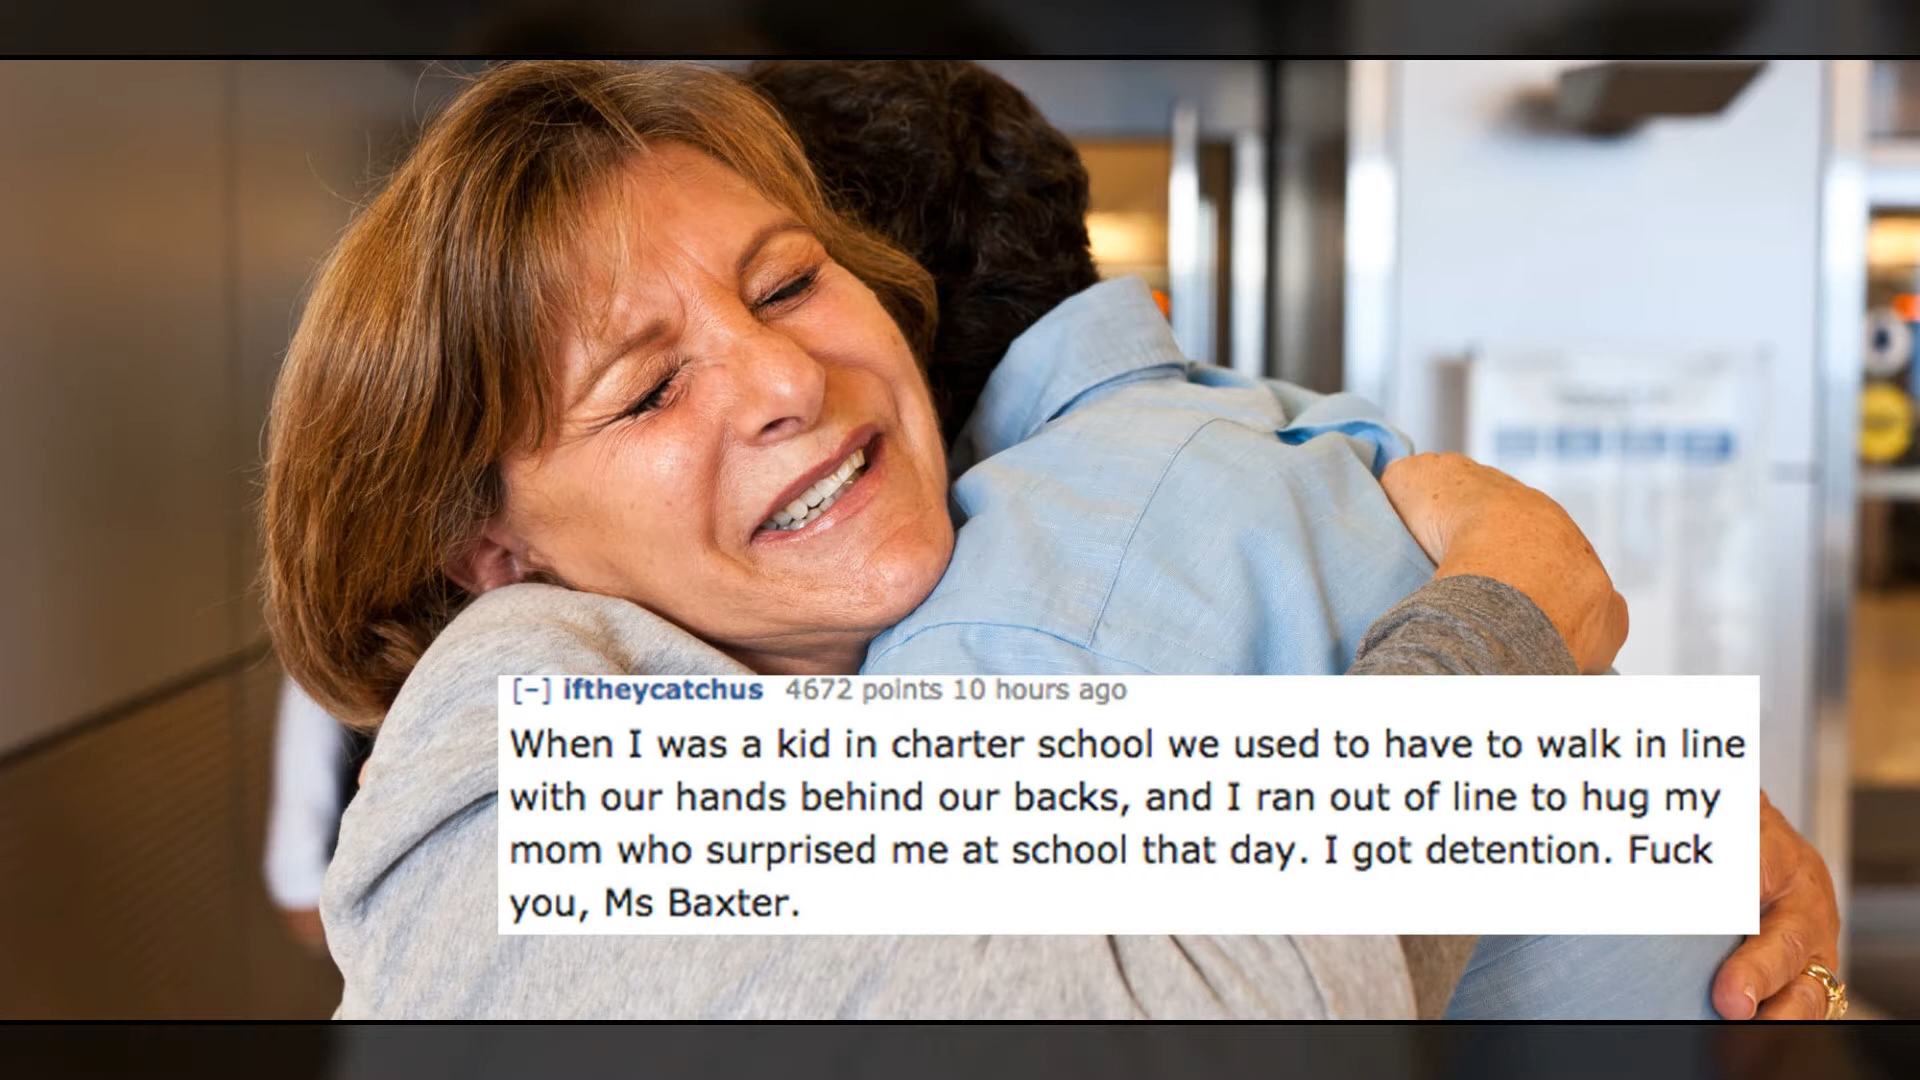 [–] iftheycatchus 4672 points 10 hours ago
When I was a kid in charter school we used to have to walk in line
with our hands behind our backs, and I ran out of line to hug my
mom who surprised me at school that day. I got detention. Fuck
you, Ms Baxter.